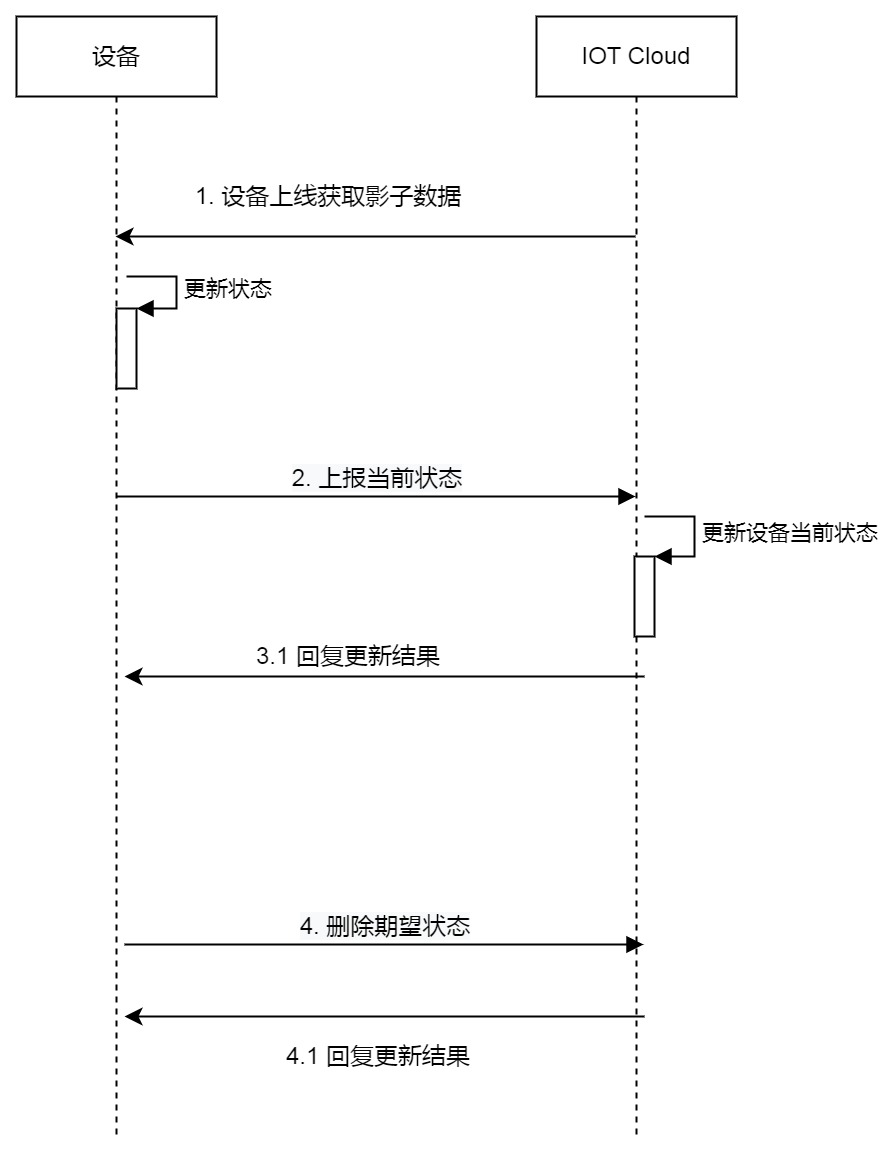 设备
IOT Cloud
1. 设备上线获取影子数据
更新状态
2. 上报当前状态
更新设备当前状态
3.1 回复更新结果
4. 删除期望状态
4.1 回复更新结果